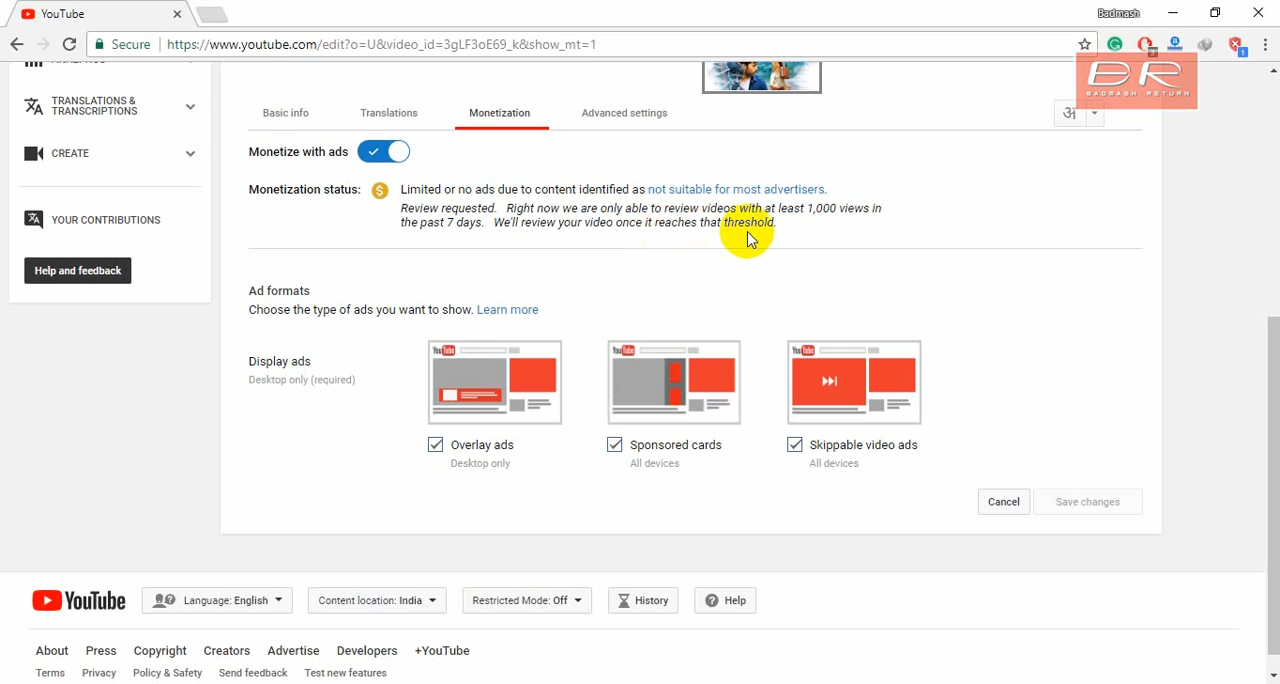 YouTube
Badmash
Secure https://www.youtube.com/edit?o=U&video_id=3gLF3oE69_k&show_mt=1
BR
BADMASH RETURN
TRANSLATIONS &
TRANSCRIPTIONS
CREATE
YOUR CONTRIBUTIONS
Help and feedback
Basic info Translations Monetization Advanced settings
अ
Monetize with ads
Monetization status: Limited or no ads due to content identified as not suitable for most advertisers.
Review requested. Right now we are only able to review videos with at least 1,000 views in
the past 7 days. We'll review your video once it reaches that threshold.
Ad formats
Choose the type of ads you want to show. Learn more
Display ads
Desktop only (required)
YouTube YouTube YouTube
Overlay ads Sponsored cards Skippable video ads
Desktop only All devices All devices
Cancel Save changes
YouTube Language: English Content location: India Restricted Mode: Off History Help
About Press Copyright Creators Advertise Developers +YouTube
Terms Privacy Policy & Safety Send feedback Test new features